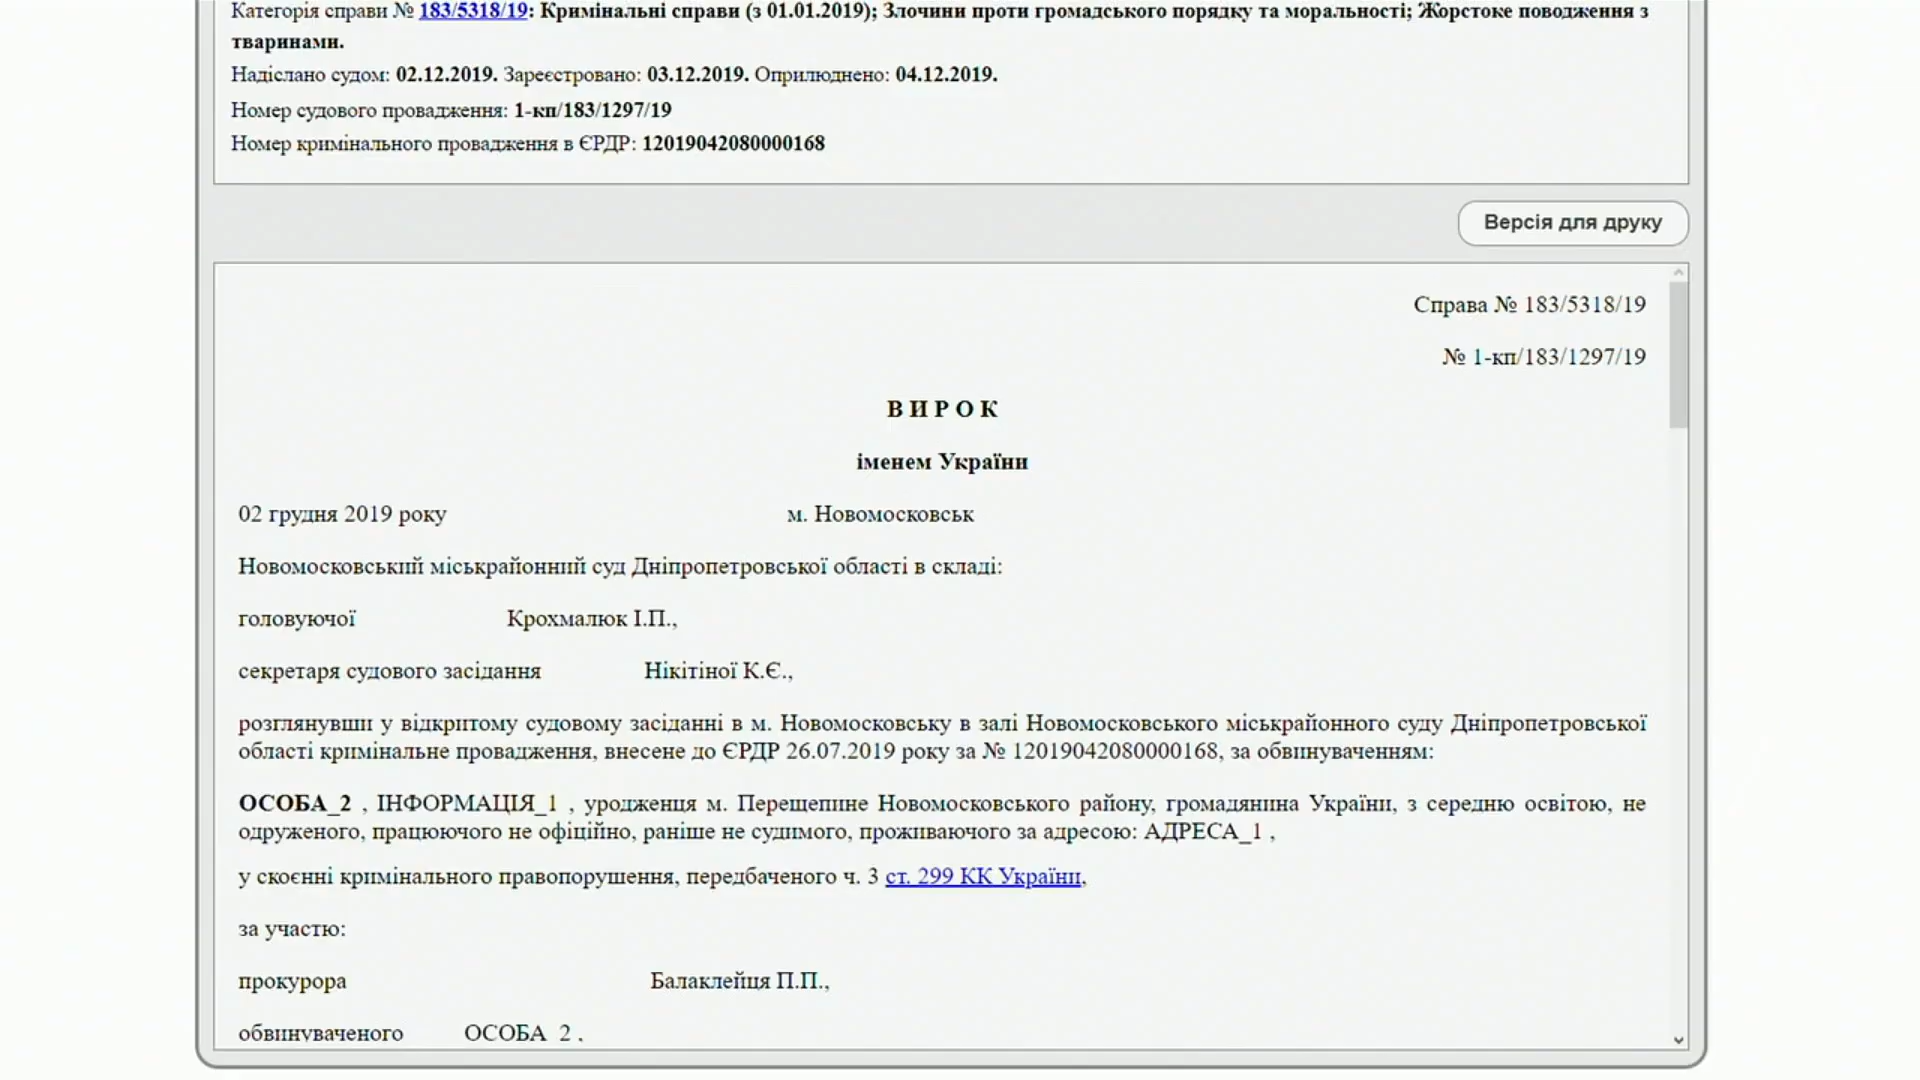 Категорія справи № 183/5318/19: Кримінальні справи (з 01.01.2019); Злочини проти громадського порядку та моральності; Жорстоке поводження з
тваринами.
Надіслано судом: 02.12.2019. Зареєстровано: 03.12.2019. Оприлюднено: 04.12.2019.
Номер судового провадження: 1-кп/183/1297/19
Номер кримінального провадження в ЄРДР: 12019042080000168
Версія для друку
Справа № 183/5318/19
№ 1-кп/183/1297/19
В И Р О К
іменем України
02 грудня 2019 року м. Новомосковськ
Новомосковський міськрайонний суд Дніпропетровської області в складі:
головуючої Крохмалюк І.П.,
секретаря судового засідання Нікітіної К.Є.,
розглянувши у відкритому судовому засіданні в м. Новомосковську в залі Новомосковського міськрайонного суду Дніпропетровської
області кримінальне провадження, внесене до ЄРДР 26.07.2019 року за № 12019042080000168, за обвинуваченням:
ОСОБА_2 , ІНФОРМАЦІЯ_1 , уродженця м. Перещепине Новомосковського району, громадянина України, з середню освітою, не
одруженого, працюючого не офіційно, раніше не судимого, проживаючого за адресою: АДРЕСА_1 ,
у скоєнні кримінального правопорушення, передбаченого ч. 3 ст. 299 КК України,
за участю:
прокурора Балаклейця П.П.,
обвинуваченого ОСОБА_2 ,